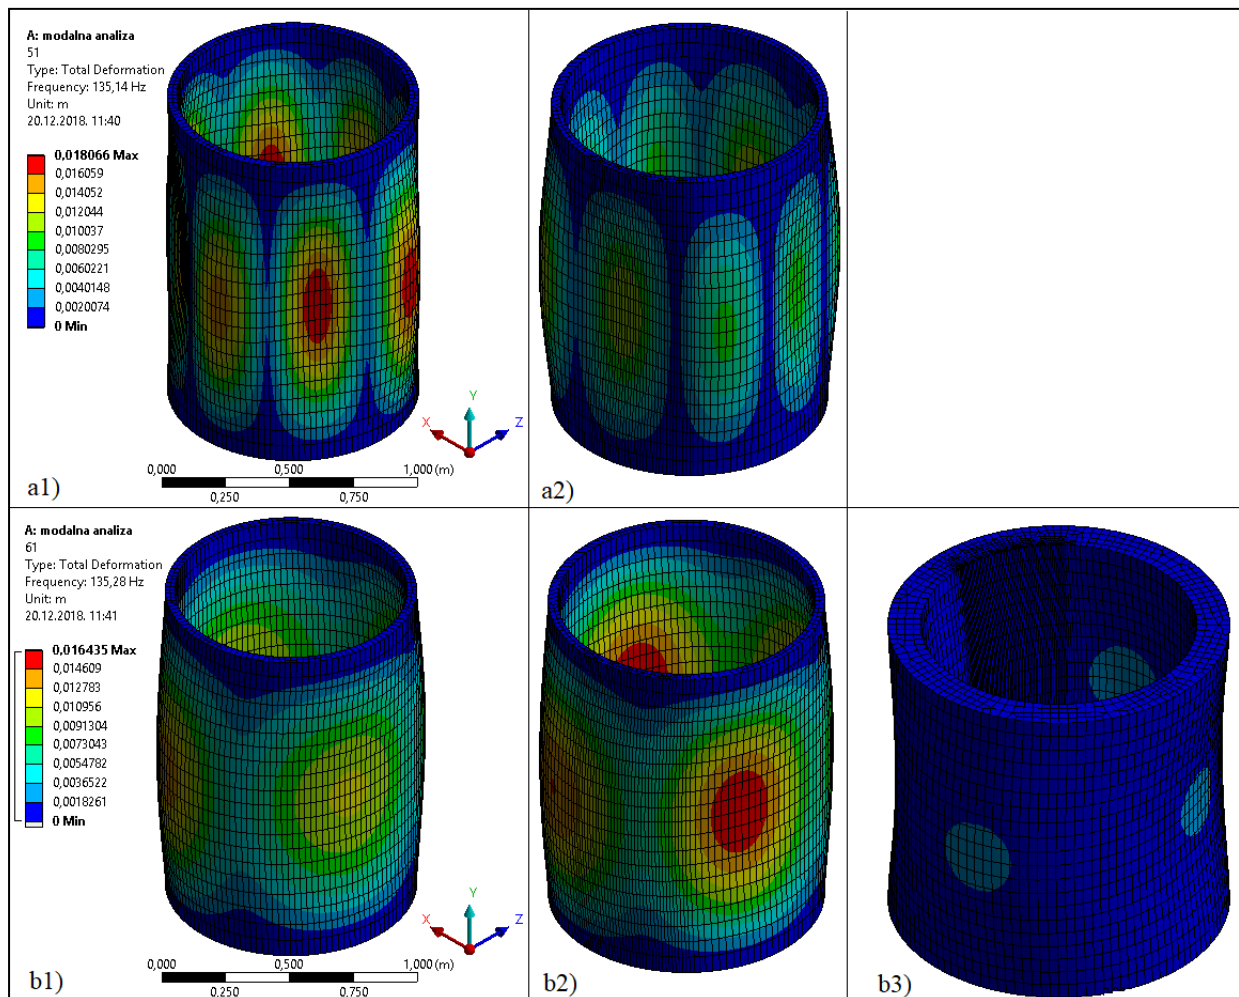 A: modalna analiza
51
Type: Total Deformation
Frequency: 135,14 Hz
Unit: m
20.12.2018. 11:40
0,018066 Max
0,016059
0,014052
0,012044
0,010037
0,0080295
0,0060221
0,0040148
0,0020074
0 Min
Y
X
Z
0,000
0,500
1,000 (m)
0,250
0,750
a1)
a2)
A: modalna analiza
61
Type: Total Deformation
Frequency: 135,28 Hz
Unit: m
20.12.2018. 11:41
0,016435 Max
0,014609
0,012783
0,010956
0,0091304
0,0073043
0,0054782
0,0036522
0,0018261
0 Min
Y
X
Z
0,000
0,500
1,000 (m)
0,250
0,750
b1)
b2)
b3)